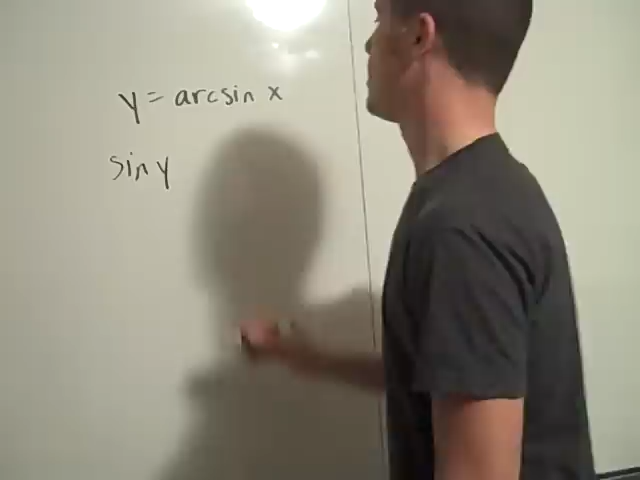 y = arcsin x
sin y